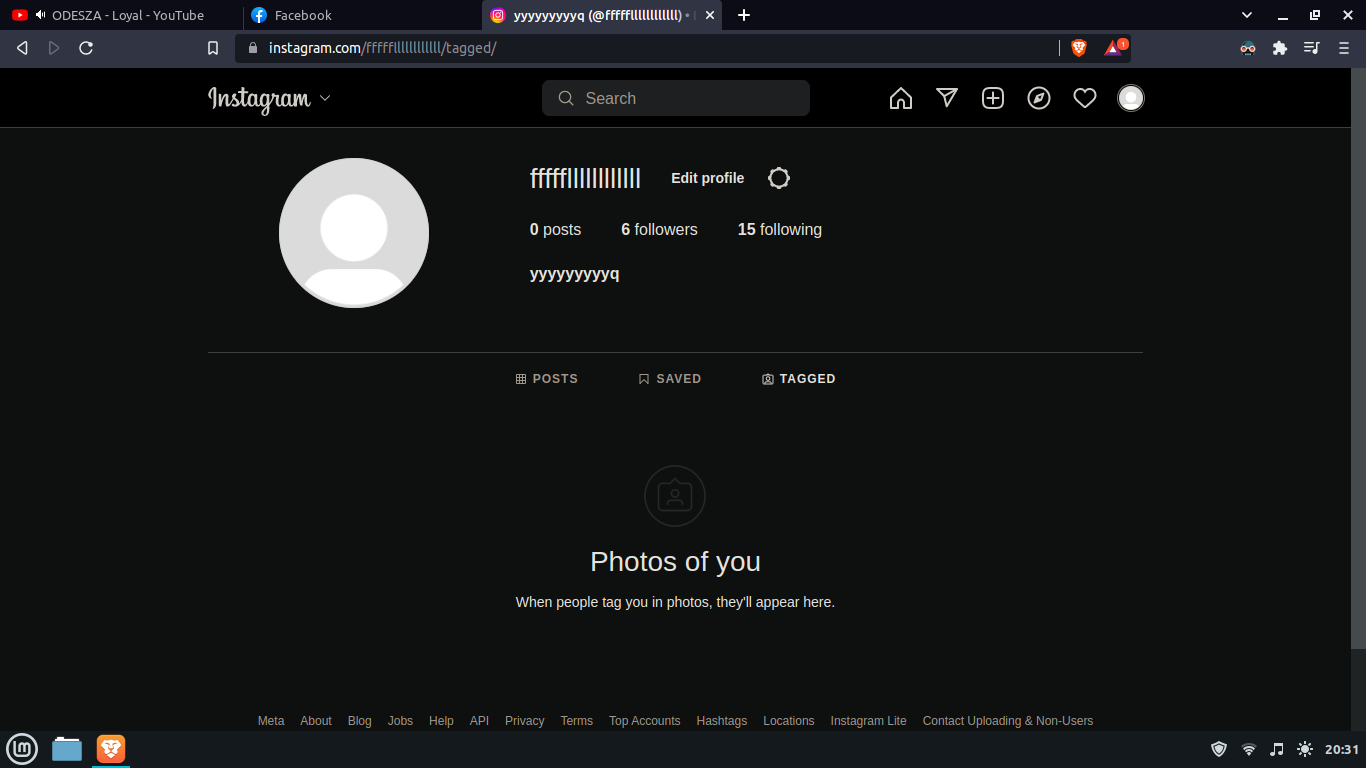 ODESZA - Loyal - YouTube
Facebook
yyyyyyyyyq (@fffffllllllllllll) •
instagram.com/fffffllllllllllll/tagged/
1
Instagram
Search
fffffllllllllllll
Edit profile
0 posts
6 followers
15 following
yyyyyyyyyq
POSTS
SAVED
TAGGED
Photos of you
When people tag you in photos, they'll appear here.
Meta About Blog Jobs Help API Privacy Terms Top Accounts Hashtags Locations Instagram Lite Contact Uploading & Non-Users
20:31